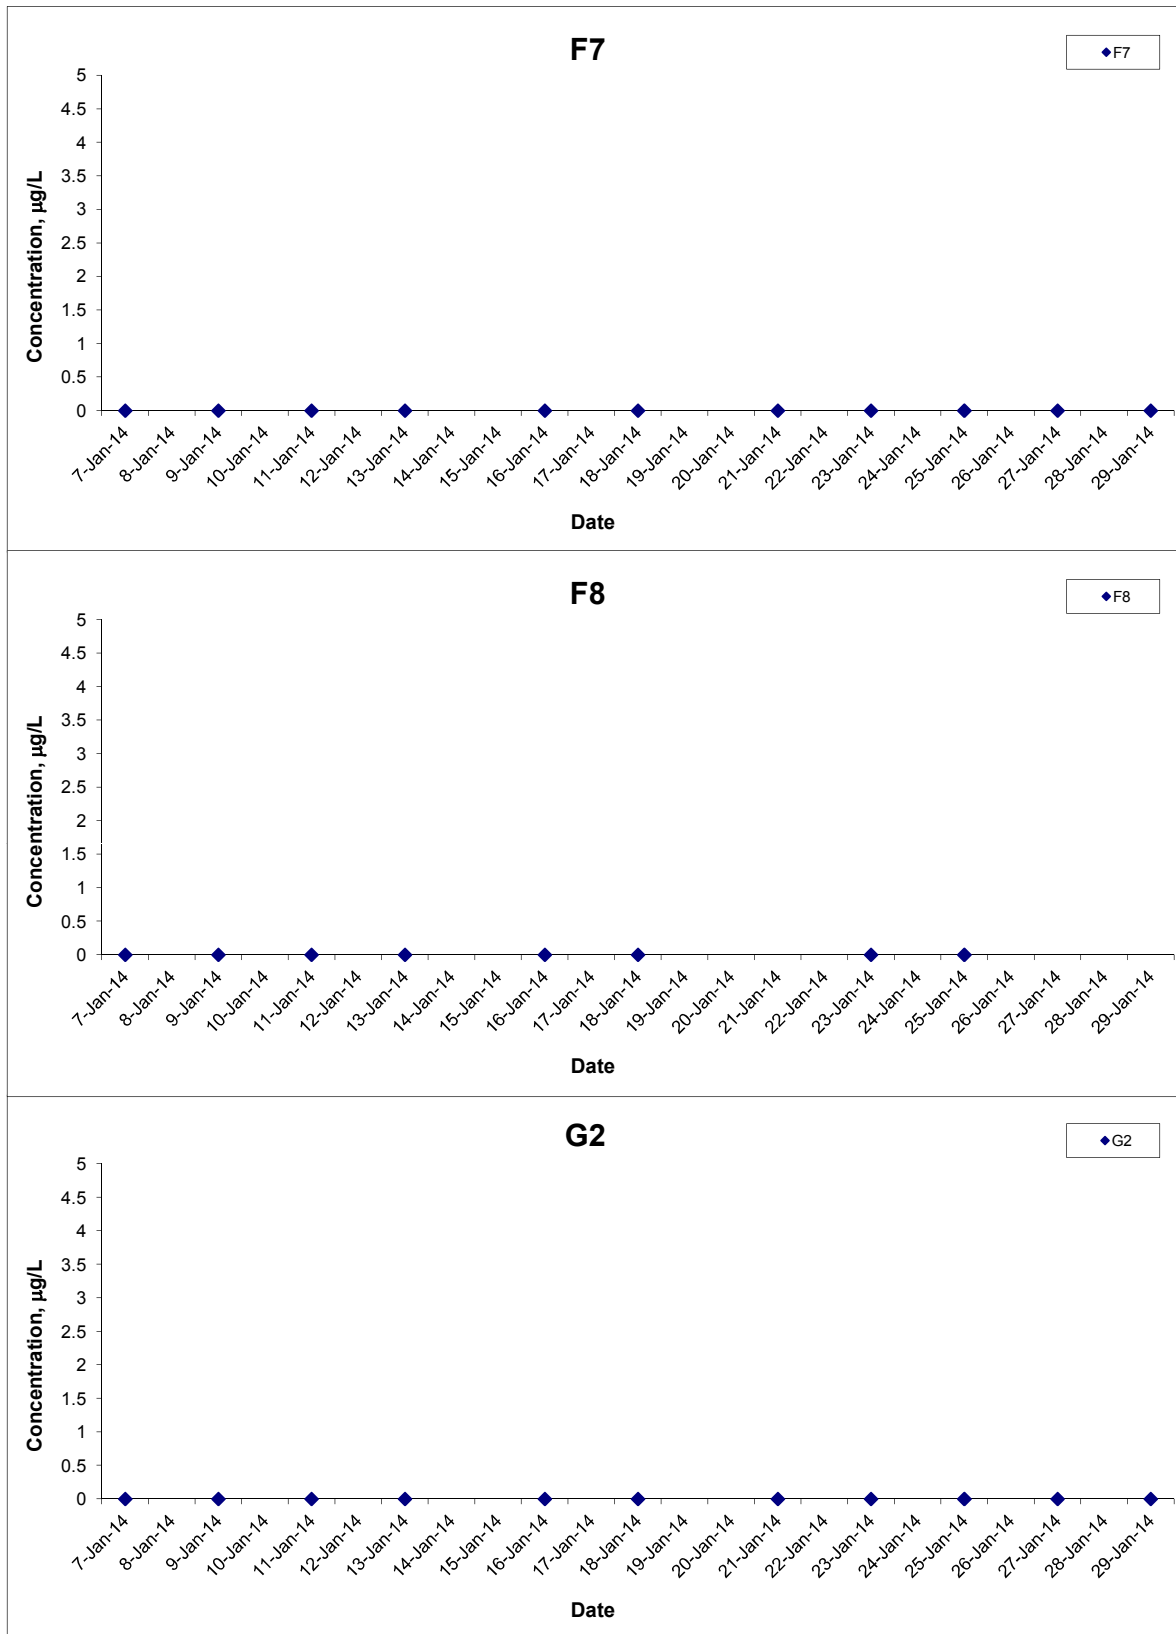 F7
F7
5
4.5
4
3.5
3
2.5
2
1.5
1
0.5
0
Concentration, µg/L
7-Jan-14
8-Jan-14
9-Jan-14
10-Jan-14
11-Jan-14
12-Jan-14
13-Jan-14
14-Jan-14
15-Jan-14
16-Jan-14
17-Jan-14
18-Jan-14
19-Jan-14
20-Jan-14
21-Jan-14
22-Jan-14
23-Jan-14
24-Jan-14
25-Jan-14
26-Jan-14
27-Jan-14
28-Jan-14
29-Jan-14
Date
F8
F8
5
4.5
4
3.5
3
2.5
2
1.5
1
0.5
0
Concentration, µg/L
7-Jan-14
8-Jan-14
9-Jan-14
10-Jan-14
11-Jan-14
12-Jan-14
13-Jan-14
14-Jan-14
15-Jan-14
16-Jan-14
17-Jan-14
18-Jan-14
19-Jan-14
20-Jan-14
21-Jan-14
22-Jan-14
23-Jan-14
24-Jan-14
25-Jan-14
26-Jan-14
27-Jan-14
28-Jan-14
29-Jan-14
Date
G2
G2
5
4.5
4
3.5
3
2.5
2
1.5
1
0.5
0
Concentration, µg/L
7-Jan-14
8-Jan-14
9-Jan-14
10-Jan-14
11-Jan-14
12-Jan-14
13-Jan-14
14-Jan-14
15-Jan-14
16-Jan-14
17-Jan-14
18-Jan-14
19-Jan-14
20-Jan-14
21-Jan-14
22-Jan-14
23-Jan-14
24-Jan-14
25-Jan-14
26-Jan-14
27-Jan-14
28-Jan-14
29-Jan-14
Date